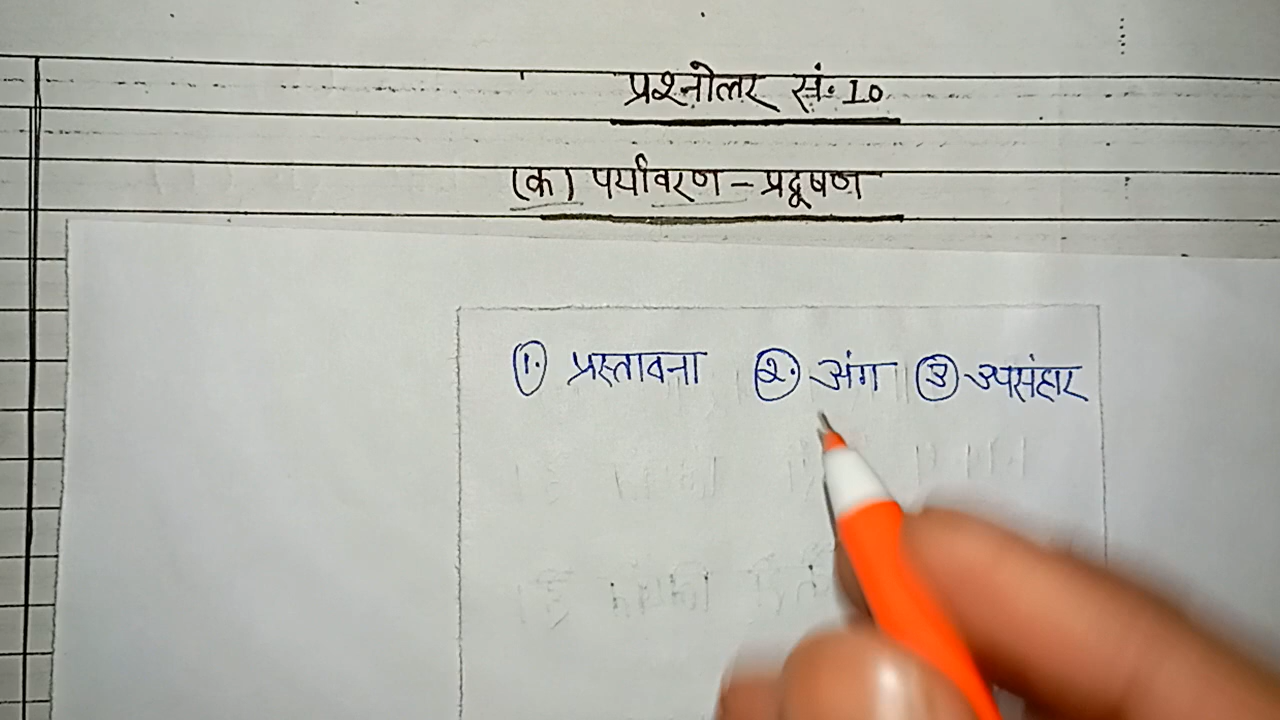 प्रश्नोत्तर सं. 10
(क) पर्यावरण - प्रदूषण
1. प्रस्तावना 2. अंग 3 उपसंहार